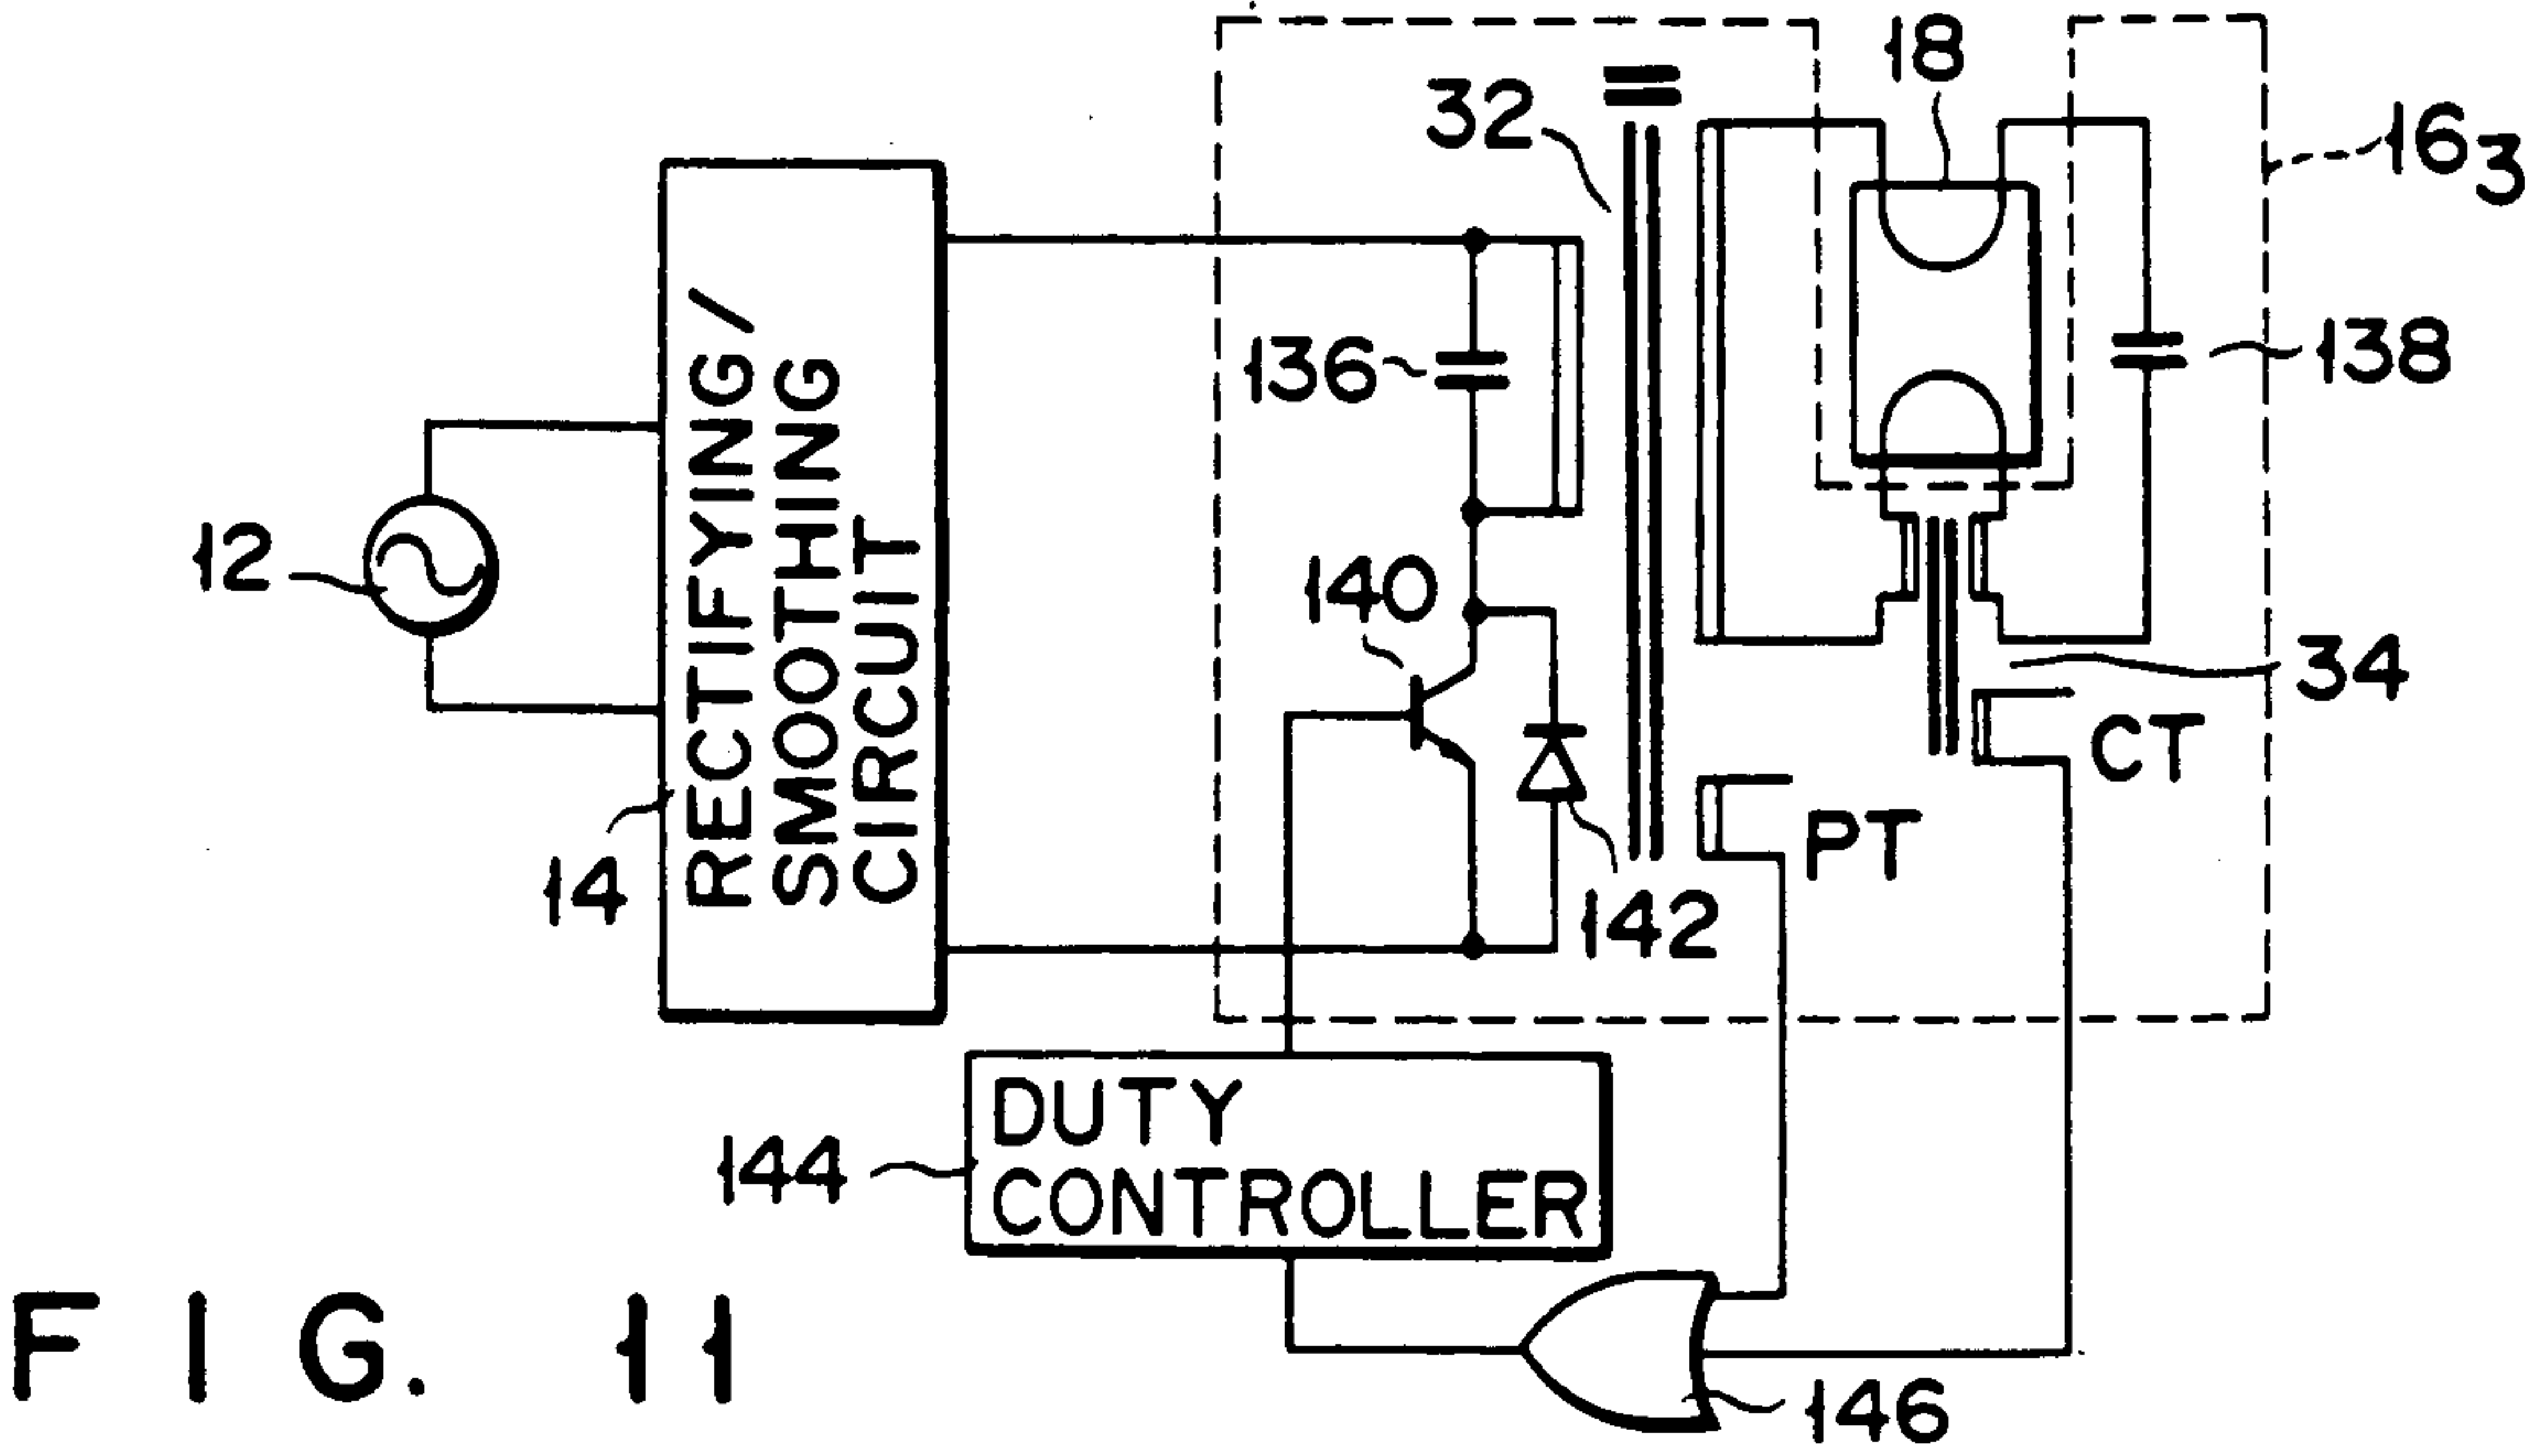 18
32
16₃
136
138
12
RECTIFYING/
SMOOTHING
CIRCUIT
140
34
CT
PT
14
142
DUTY
CONTROLLER
144
146
FIG. 11